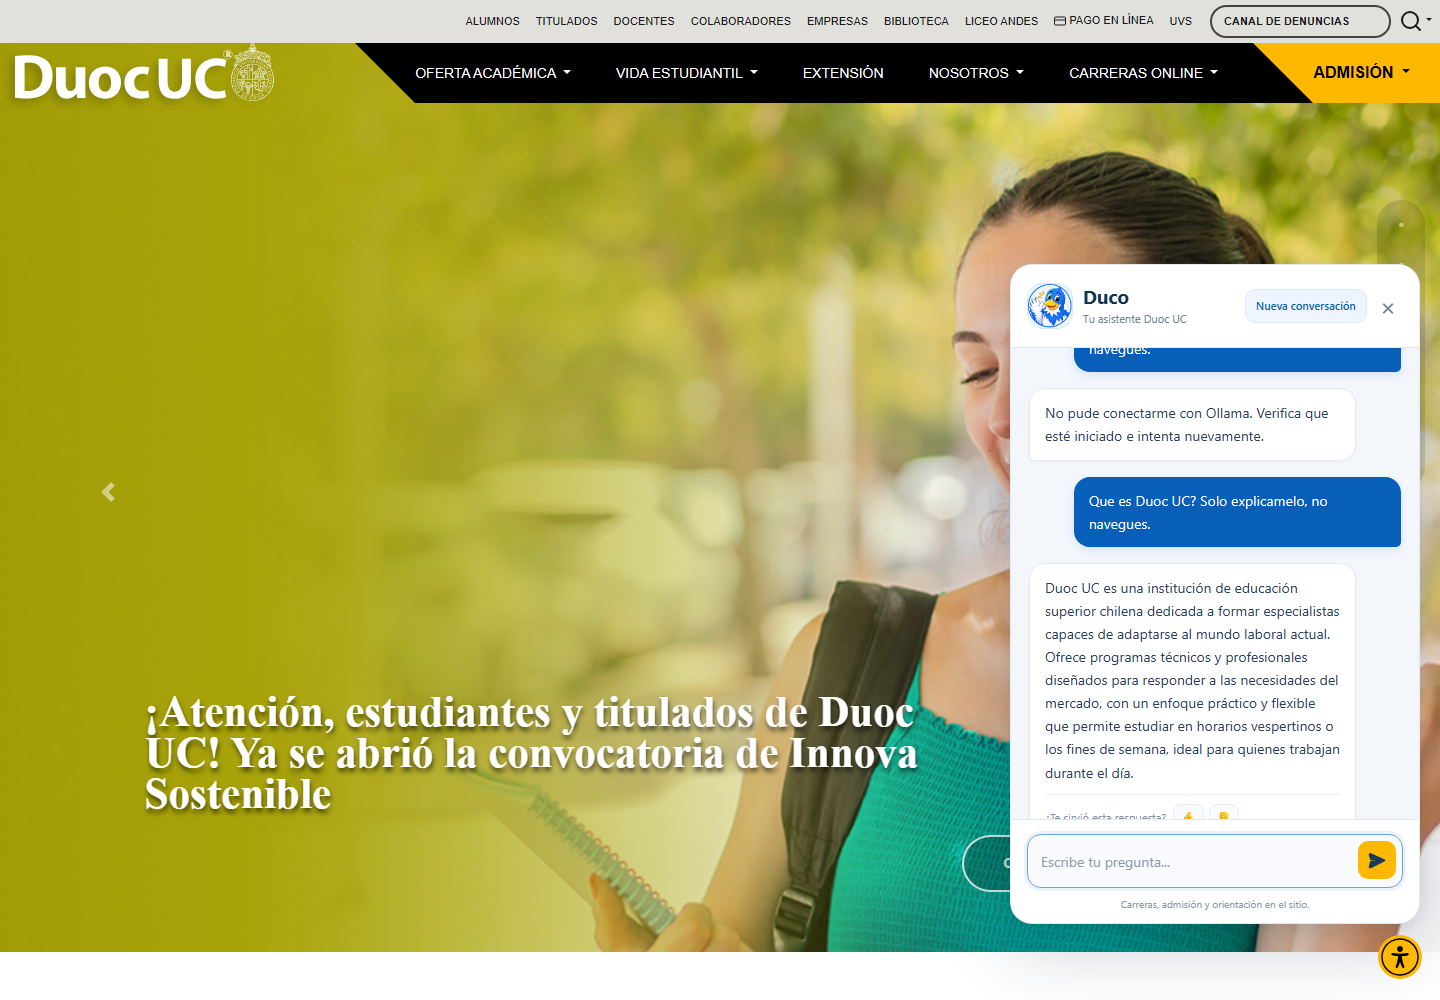 ALUMNOS TITULADOS DOCENTES COLABORADORES EMPRESAS BIBLIOTECA LICEO ANDES PAGO EN LÍNEA UVS CANAL DE DENUNCIAS
Duoc UC®
OFERTA ACADÉMICA VIDA ESTUDIANTIL EXTENSIÓN NOSOTROS CARRERAS ONLINE ADMISIÓN
¡Atención, estudiantes y titulados de Duoc
UC! Ya se abrió la convocatoria de Innova
Sostenible
Duco
Tu asistente Duoc UC
Nueva conversación
navegues.
No pude conectarme con Ollama. Verifica que
esté iniciado e intenta nuevamente.
Que es Duoc UC? Solo explicamelo, no
navegues.
Duoc UC es una institución de educación
superior chilena dedicada a formar especialistas
capaces de adaptarse al mundo laboral actual.
Ofrece programas técnicos y profesionales
diseñados para responder a las necesidades del
mercado, con un enfoque práctico y flexible
que permite estudiar en horarios vespertinos o
los fines de semana, ideal para quienes trabajan
durante el día.
¿Te sirvió esta respuesta?
Escribe tu pregunta...
Carreras, admisión y orientación en el sitio.